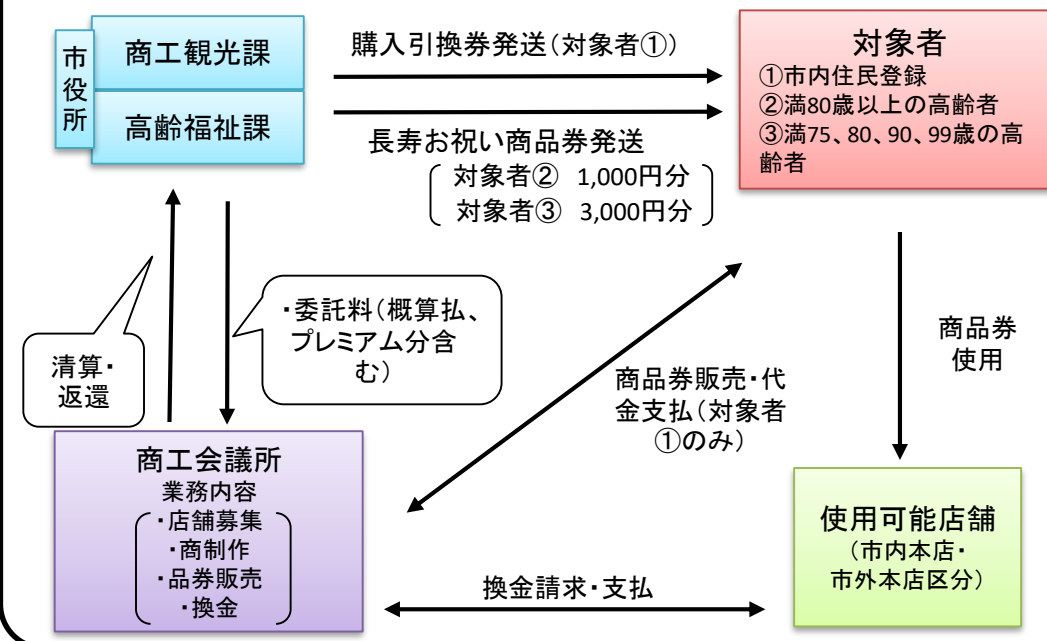 市役所
商工観光課
高齢福祉課
購入引換券発送(対象者①)
長寿お祝い商品券発送
対象者② 1,000円分
対象者③ 3,000円分
対象者
①市内住民登録
②満80歳以上の高齢者
③満75、80、90、99歳の高
齢者
清算・
返還
・委託料(概算払、
プレミアム分含
む)
商品券販売・代
金支払(対象者
①のみ)
商品券
使用
商工会議所
業務内容
・店舗募集
・商制作
・品券販売
・換金
換金請求・支払
使用可能店舗
(市内本店・
市外本店区分)